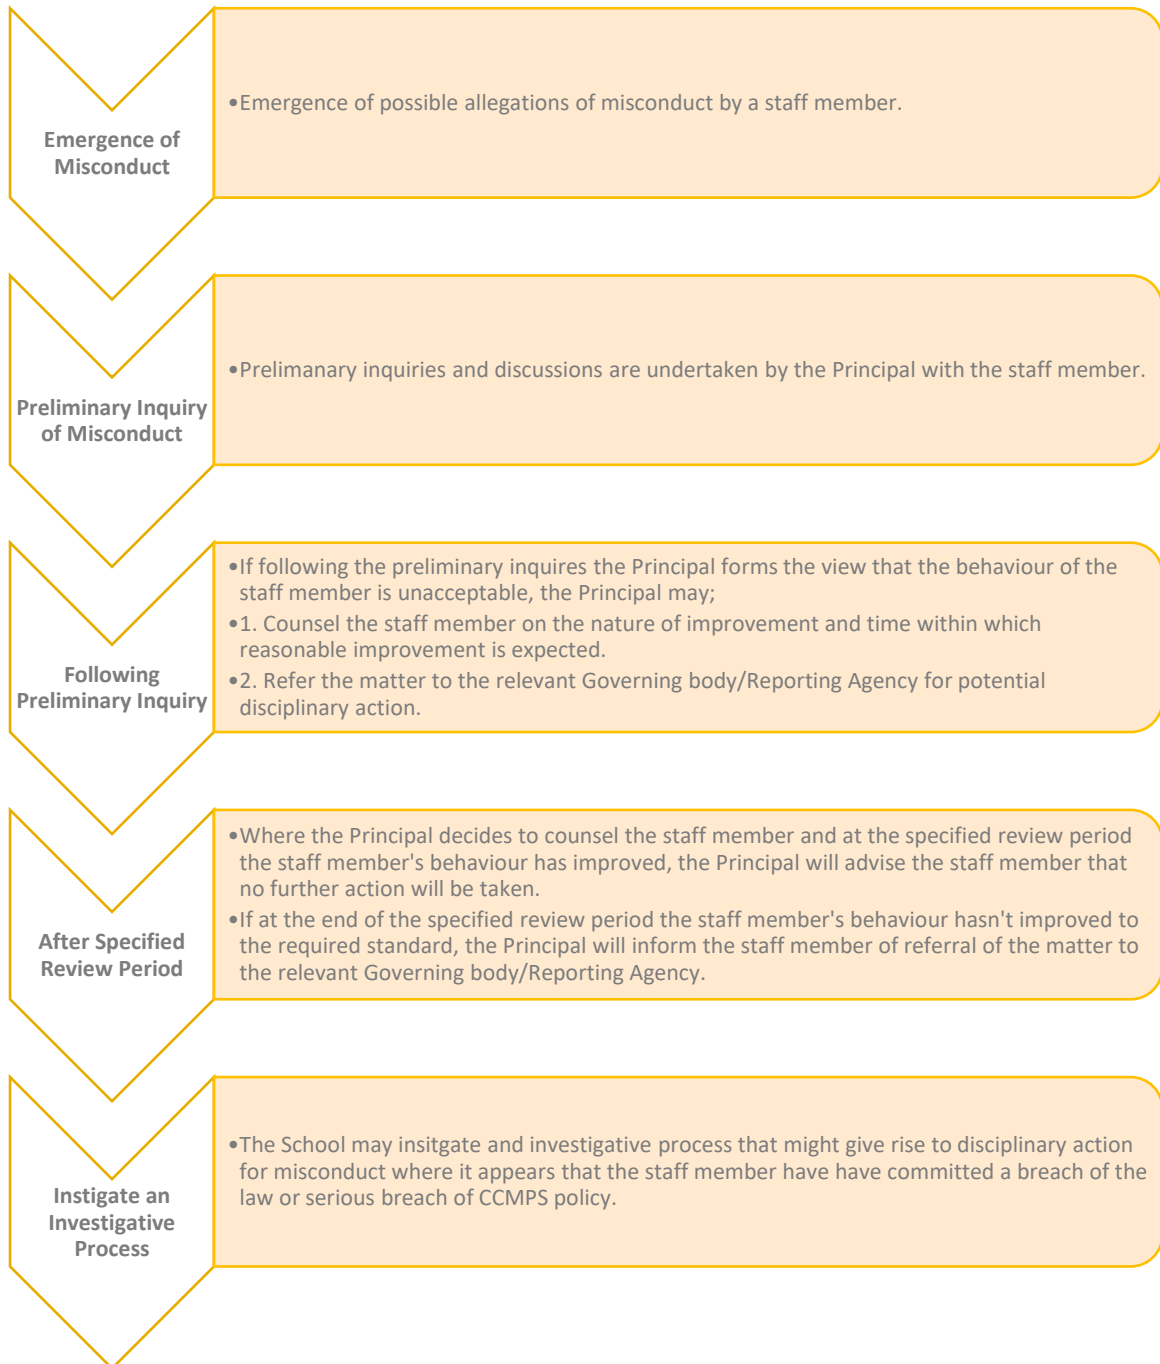 Emergence of
Misconduct
•Emergence of possible allegations of misconduct by a staff member.
Preliminary Inquiry
of Misconduct
•Prelimanary inquiries and discussions are undertaken by the Principal with the staff member.
Following
Preliminary Inquiry
•If following the preliminary inquires the Principal forms the view that the behaviour of the
staff member is unacceptable, the Principal may;
•1. Counsel the staff member on the nature of improvement and time within which
reasonable improvement is expected.
•2. Refer the matter to the relevant Governing body/Reporting Agency for potential
disciplinary action.
After Specified
Review Period
•Where the Principal decides to counsel the staff member and at the specified review period
the staff member's behaviour has improved, the Principal will advise the staff member that
no further action will be taken.
•If at the end of the specified review period the staff member's behaviour hasn't improved to
the required standard, the Principal will inform the staff member of referral of the matter to
the relevant Governing body/Reporting Agency.
Instigate an
Investigative
Process
•The School may insitgate and investigative process that might give rise to disciplinary action
for misconduct where it appears that the staff member have have committed a breach of the
law or serious breach of CCMPS policy.